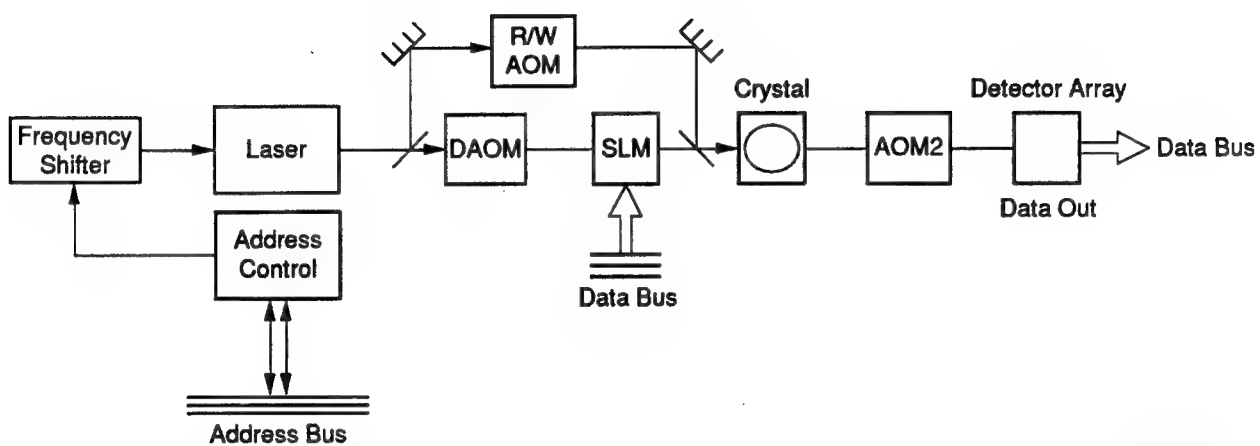 R/W
AOM
Crystal
Detector Array
Frequency
Shifter
Laser
DAOM
SLM
AOM2
Data Bus
Data Out
Address
Control
Data Bus
Address Bus